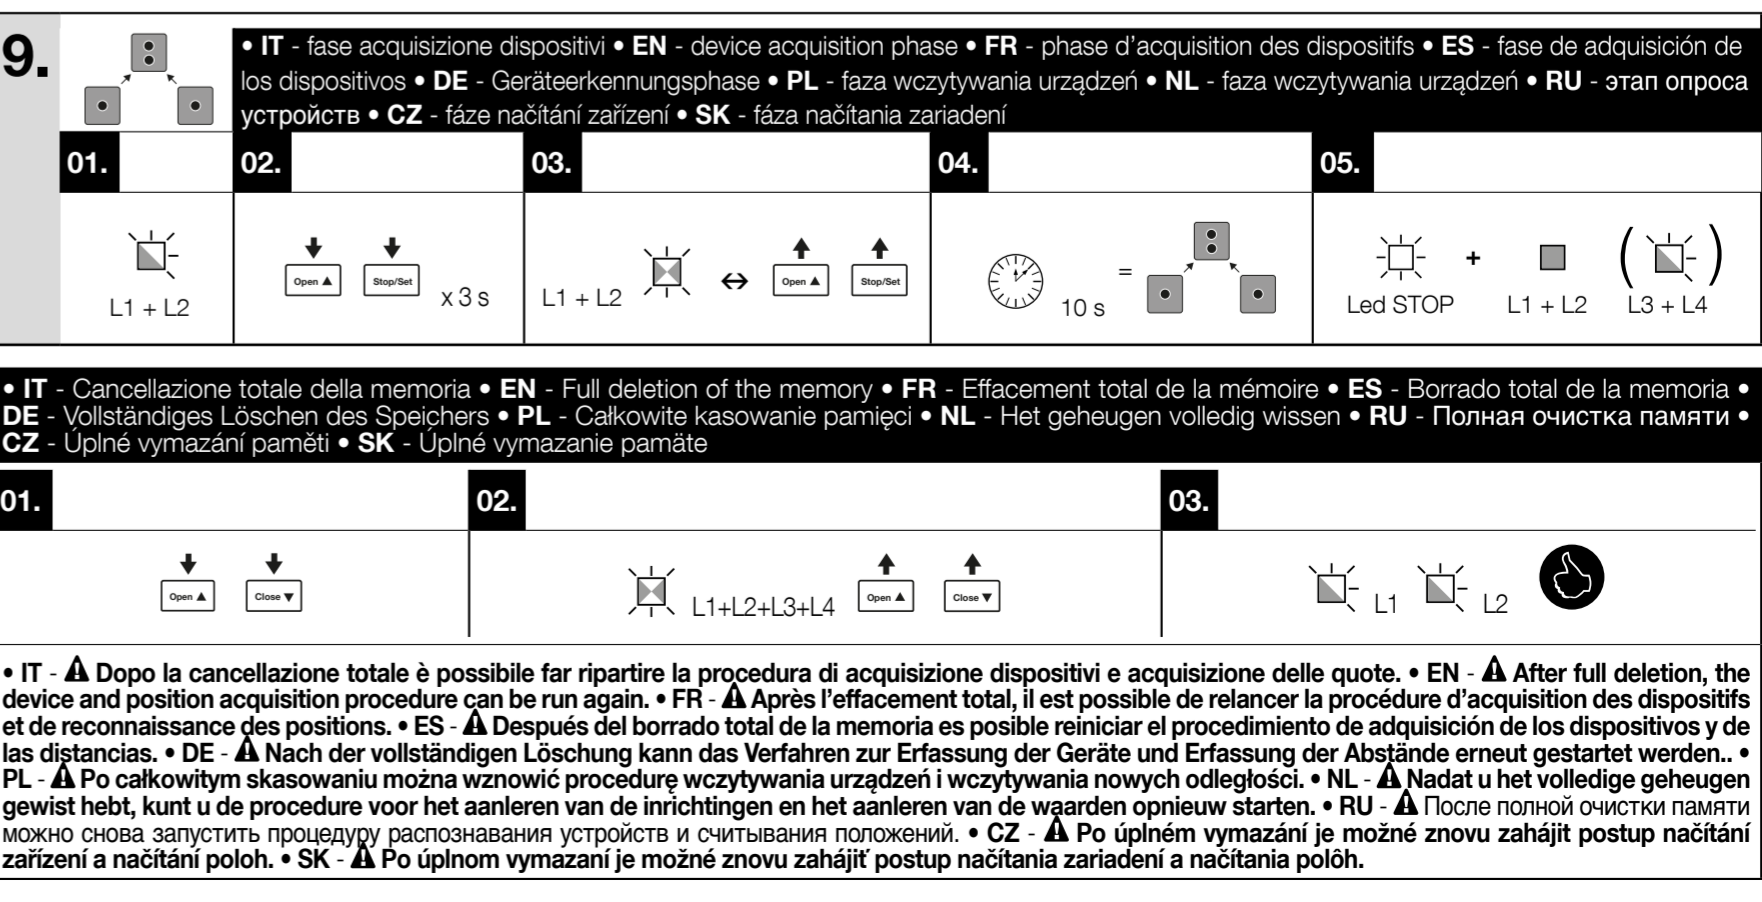 9.
• IT - fase acquisizione dispositivi • EN - device acquisition phase • FR - phase d’acquisition des dispositifs • ES - fase de adquisición de
los dispositivos • DE - Geräteerkennungsphase • PL - faza wczytywania urządzeń • NL - faza wczytywania urządzeń • RU - этап опроса
устройств • CZ - fáze načítání zařízení • SK - fáza načítania zariadení
01. 02. 03. 04. 05.
Open ▲ Stop/Set Open ▲ Stop/Set
L1 + L2 x 3 s L1 + L2 ↔ 10 s = Led STOP + L1 + L2 ( L3 + L4 )
• IT - Cancellazione totale della memoria • EN - Full deletion of the memory • FR - Effacement total de la mémoire • ES - Borrado total de la memoria •
DE - Vollständiges Löschen des Speichers • PL - Całkowite kasowanie pamięci • NL - Het geheugen volledig wissen • RU - Полная очистка памяти •
CZ - Úplné vymazání paměti • SK - Úplné vymazanie pamäte
01. 02. 03.
Open ▲ Close ▼ L1+L2+L3+L4 Open ▲ Close ▼ L1 L2
• IT - ⚠ Dopo la cancellazione totale è possibile far ripartire la procedura di acquisizione dispositivi e acquisizione delle quote. • EN - ⚠ After full deletion, the
device and position acquisition procedure can be run again. • FR - ⚠ Après l’effacement total, il est possible de relancer la procédure d’acquisition des dispositifs
et de reconnaissance des positions. • ES - ⚠ Después del borrado total de la memoria es posible reiniciar el procedimiento de adquisición de los dispositivos y de
las distancias. • DE - ⚠ Nach der vollständigen Löschung kann das Verfahren zur Erfassung der Geräte und Erfassung der Abstände erneut gestartet werden.. •
PL - ⚠ Po całkowitym skasowaniu można wznowić procedurę wczytywania urządzeń i wczytywania nowych odległości. • NL - ⚠ Nadat u het volledige geheugen
gewist hebt, kunt u de procedure voor het aanleren van de inrichtingen en het aanleren van de waarden opnieuw starten. • RU - ⚠ После полной очистки памяти
можно снова запустить процедуру распознавания устройств и считывания положений. • CZ - ⚠ Po úplném vymazání je možné znovu zahájit postup načítání
zařízení a načítání poloh. • SK - ⚠ Po úplnom vymazaní je možné znovu zahájiť postup načítania zariadení a načítania polôh.